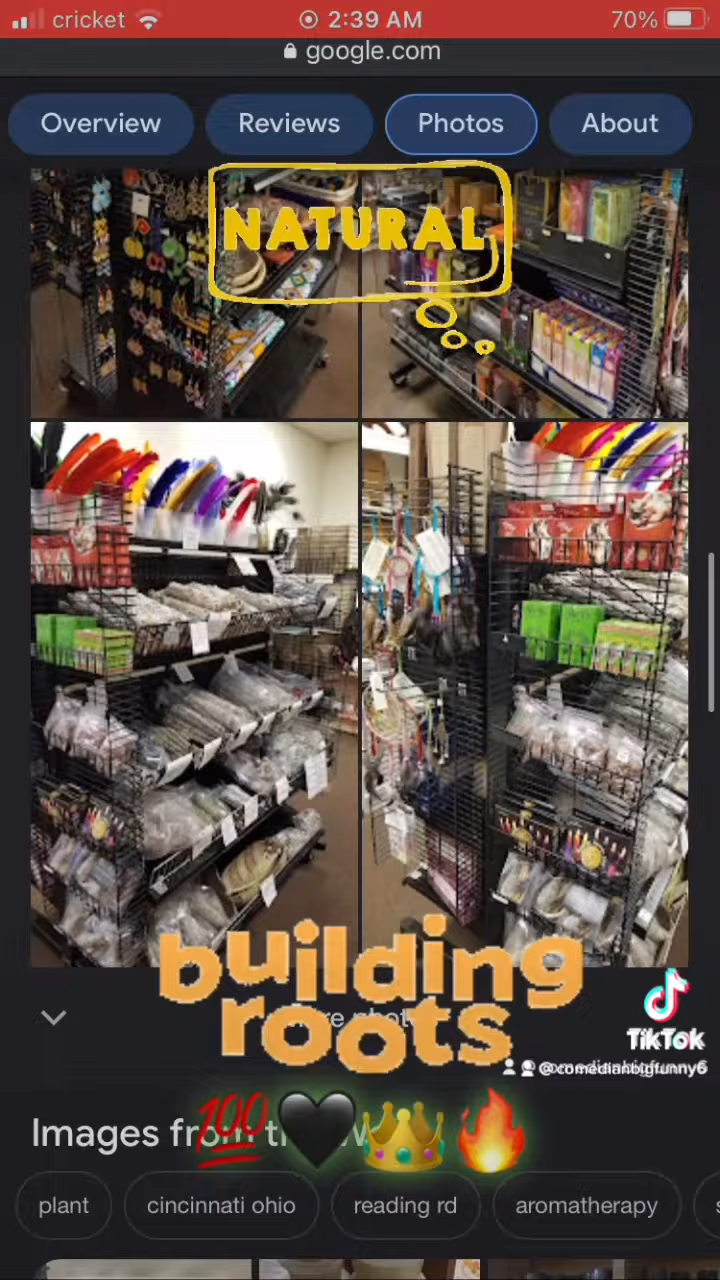 cricket 2:39 AM 70%
google.com
Overview Reviews Photos About
NATURAL
building
roots
TikTok
@comedianbigfunny6
💯🖤👑🔥
Images from
plant cincinnati ohio reading rd aromatherapy